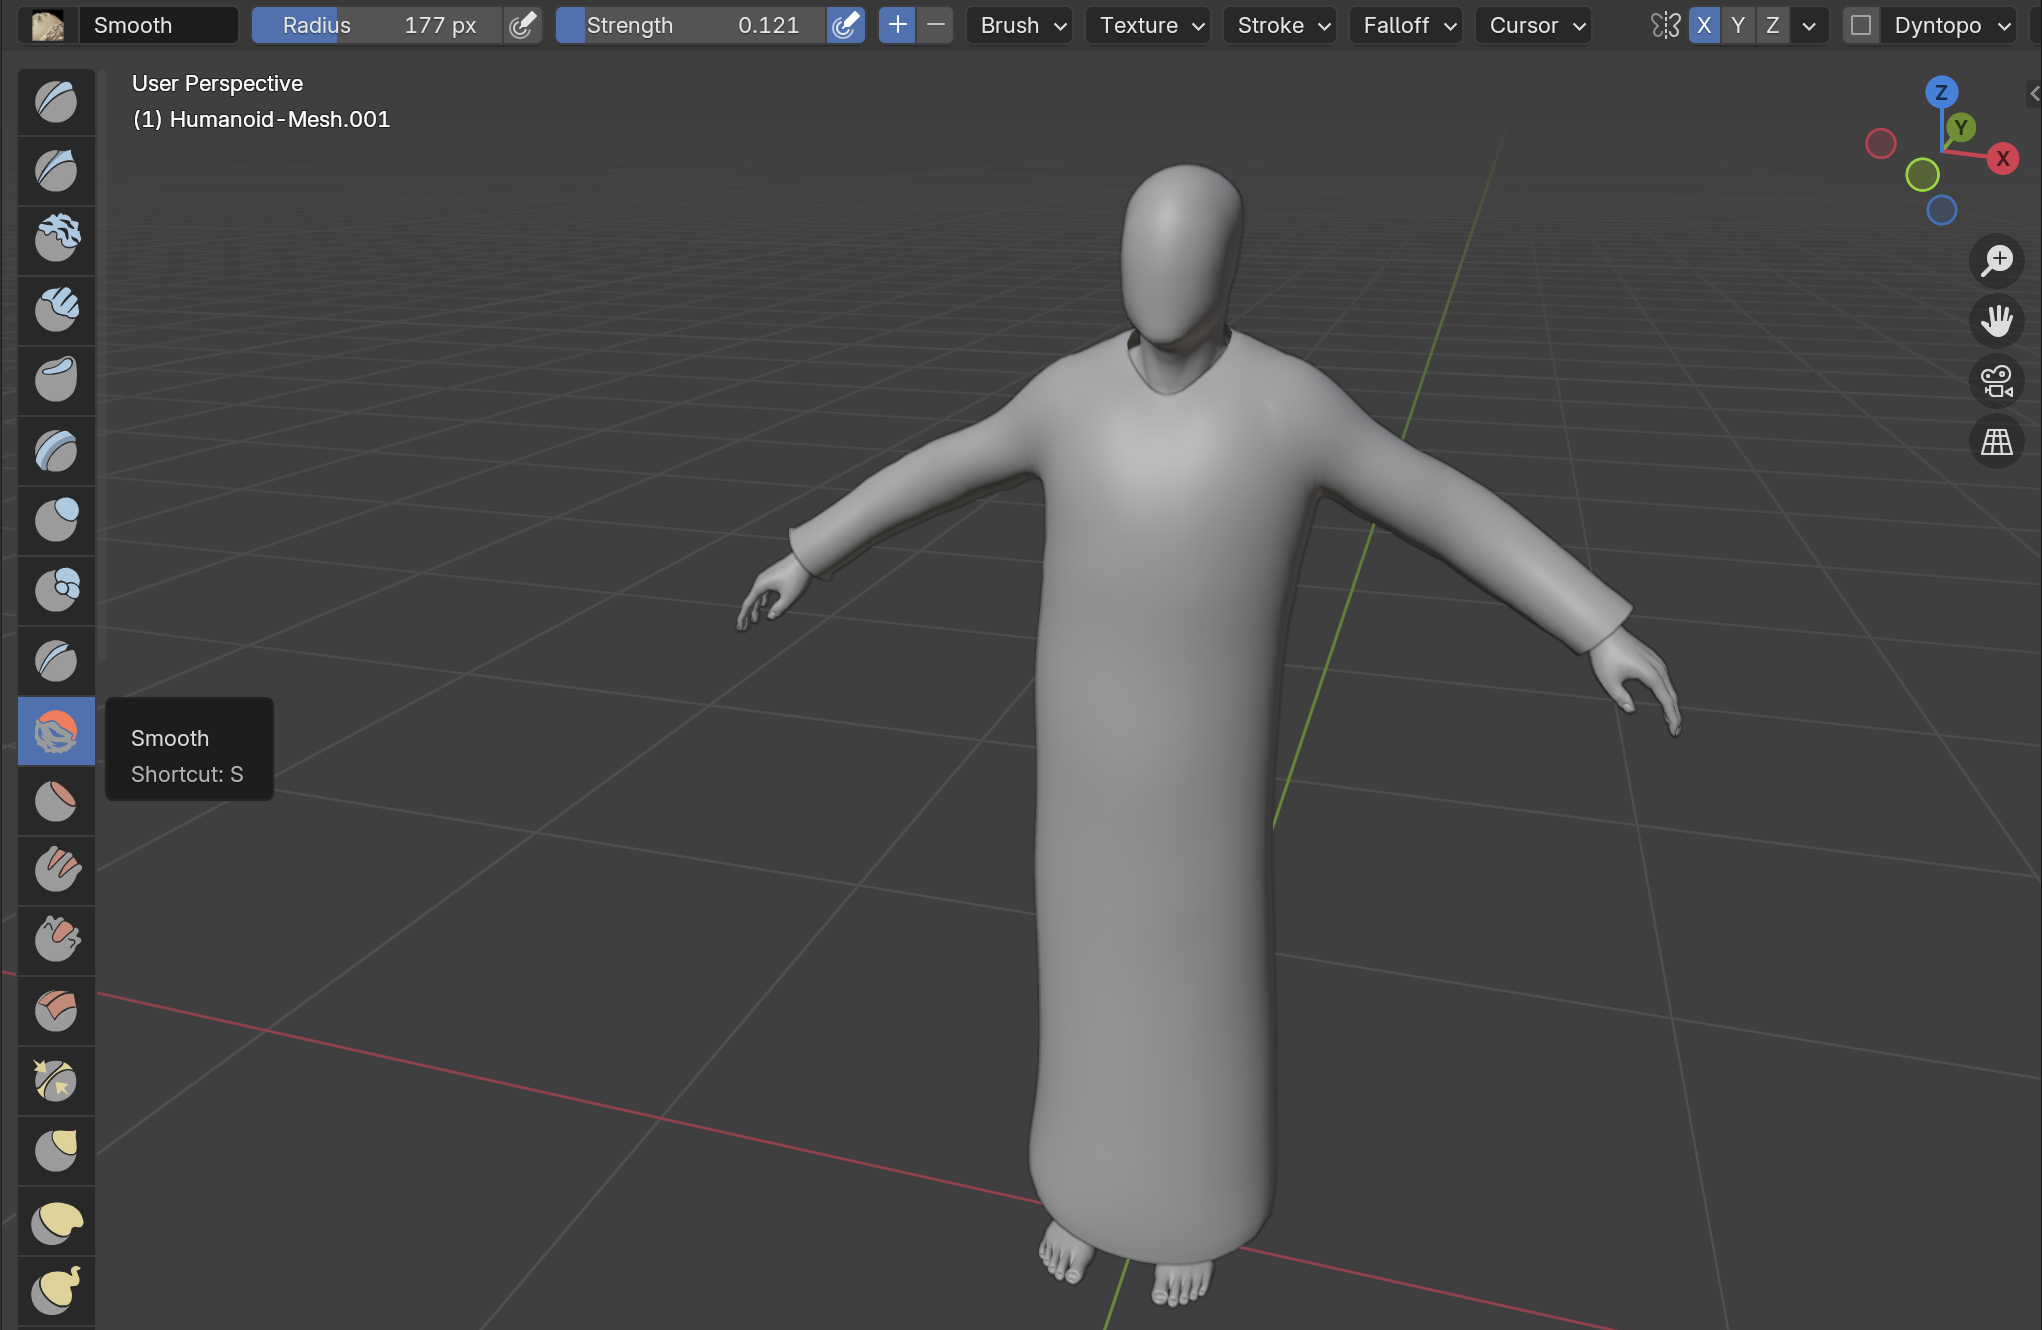 Smooth
Radius 177 px
Strength 0.121
Brush
Texture
Stroke
Falloff
Cursor
X Y Z
Dyntopo
User Perspective
(1) Humanoid-Mesh.001
Z
Y
X
Smooth
Shortcut: S